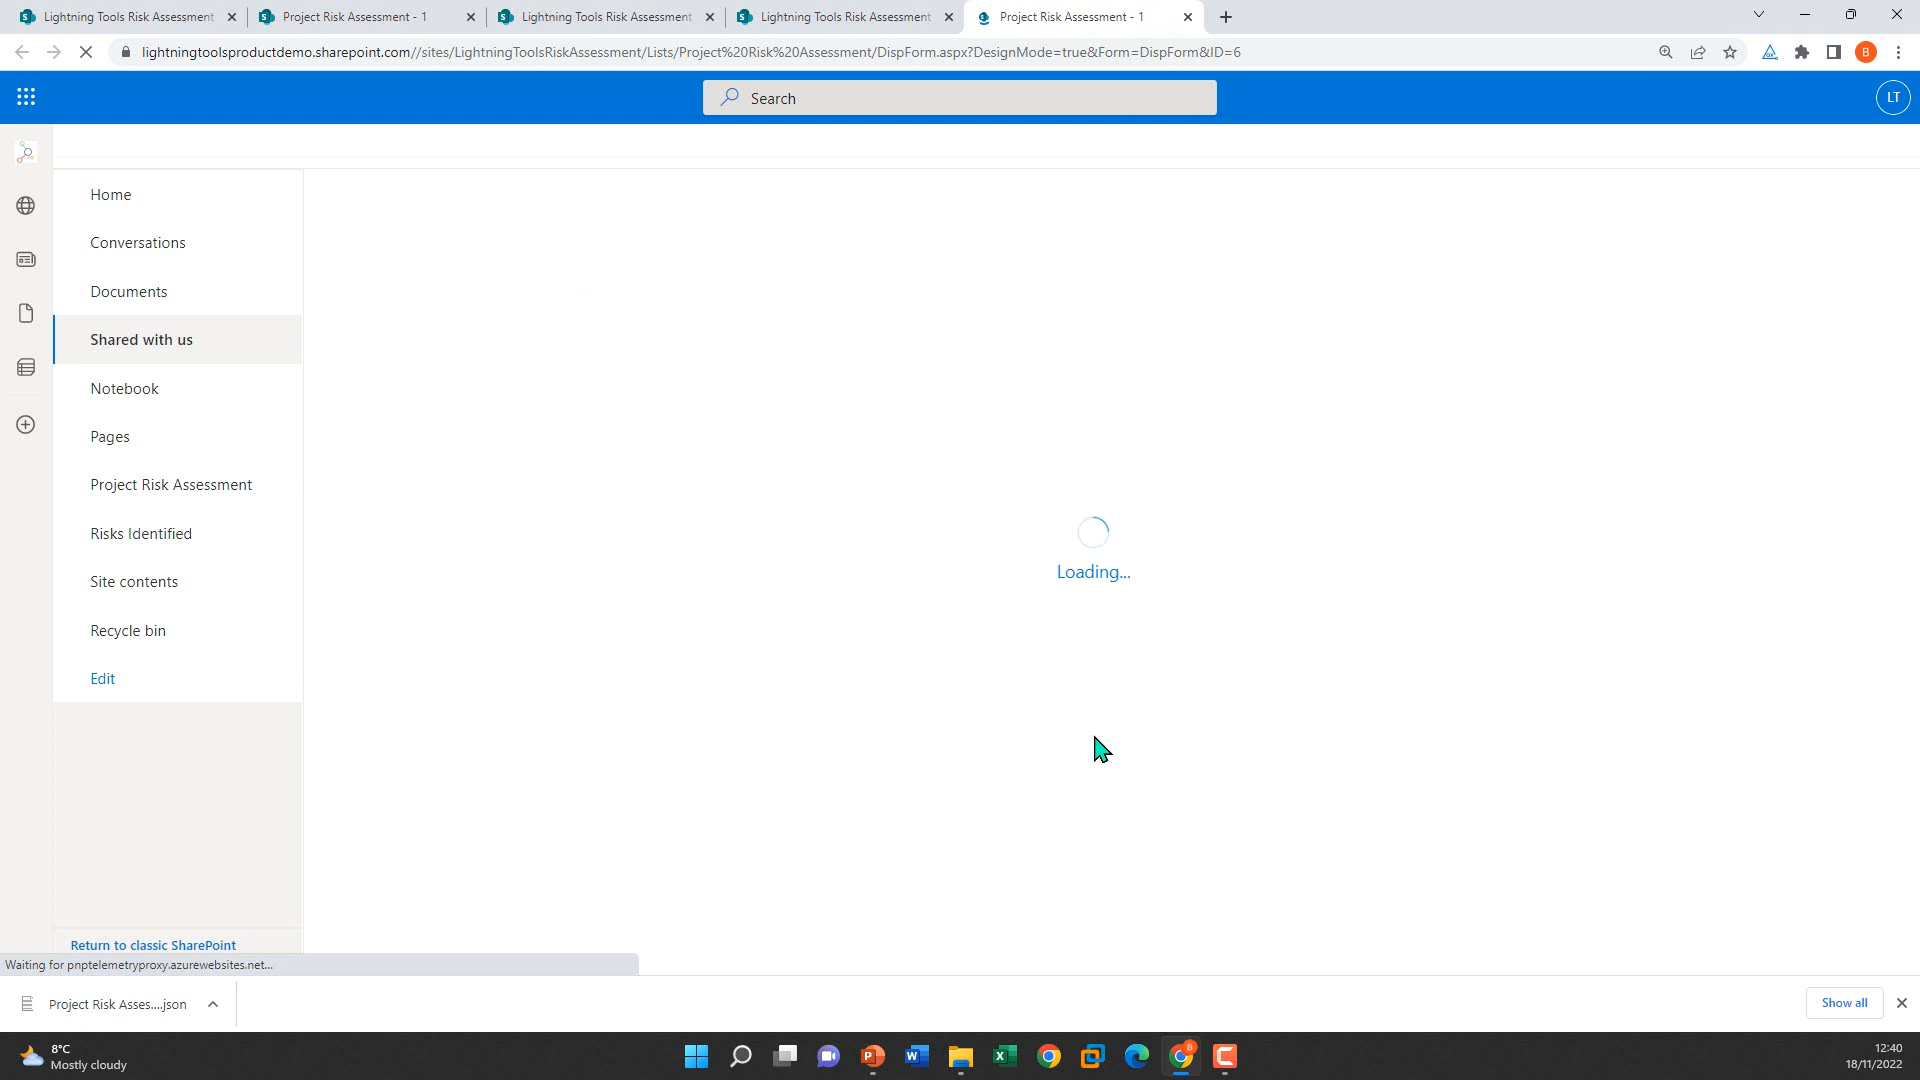 Lightning Tools Risk Assessment
Project Risk Assessment - 1
Lightning Tools Risk Assessment
Lightning Tools Risk Assessment
Project Risk Assessment - 1
lightningtoolsproductdemo.sharepoint.com//sites/LightningToolsRiskAssessment/Lists/Project%20Risk%20Assessment/DispForm.aspx?DesignMode=true&Form=DispForm&ID=6
B
Search
LT
Home
Conversations
Documents
Shared with us
Notebook
Pages
Project Risk Assessment
Risks Identified
Site contents
Recycle bin
Edit
Loading...
Return to classic SharePoint
Waiting for pnptelemetryproxy.azurewebsites.net...
Project Risk Asses....json
Show all
8°C
Mostly cloudy
12:40
18/11/2022